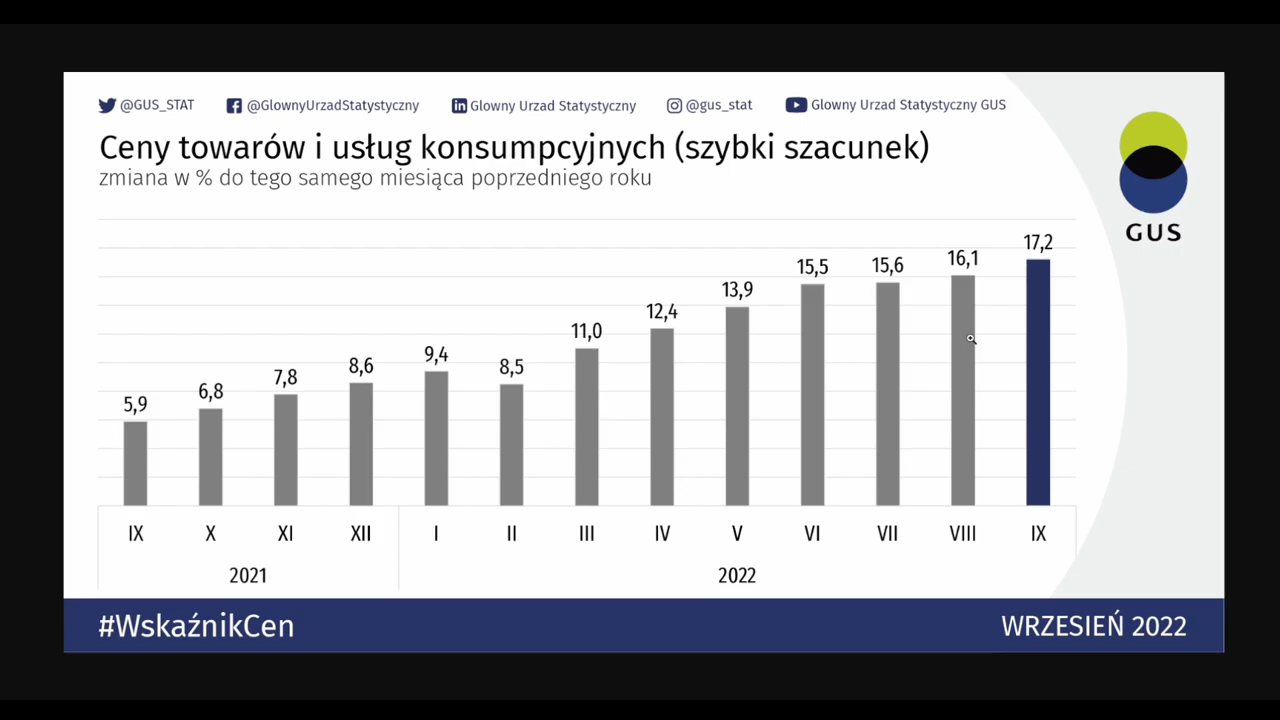 @GUS_STAT @GlownyUrzadStatystyczny Glowny Urzad Statystyczny @gus_stat Glowny Urzad Statystyczny GUS
Ceny towarów i usług konsumpcyjnych (szybki szacunek)
zmiana w % do tego samego miesiąca poprzedniego roku
GUS
5,9 6,8 7,8 8,6 9,4 8,5 11,0 12,4 13,9 15,5 15,6 16,1 17,2
IX X XI XII I II III IV V VI VII VIII IX
2021 2022
#WskaźnikCen WRZESIEŃ 2022